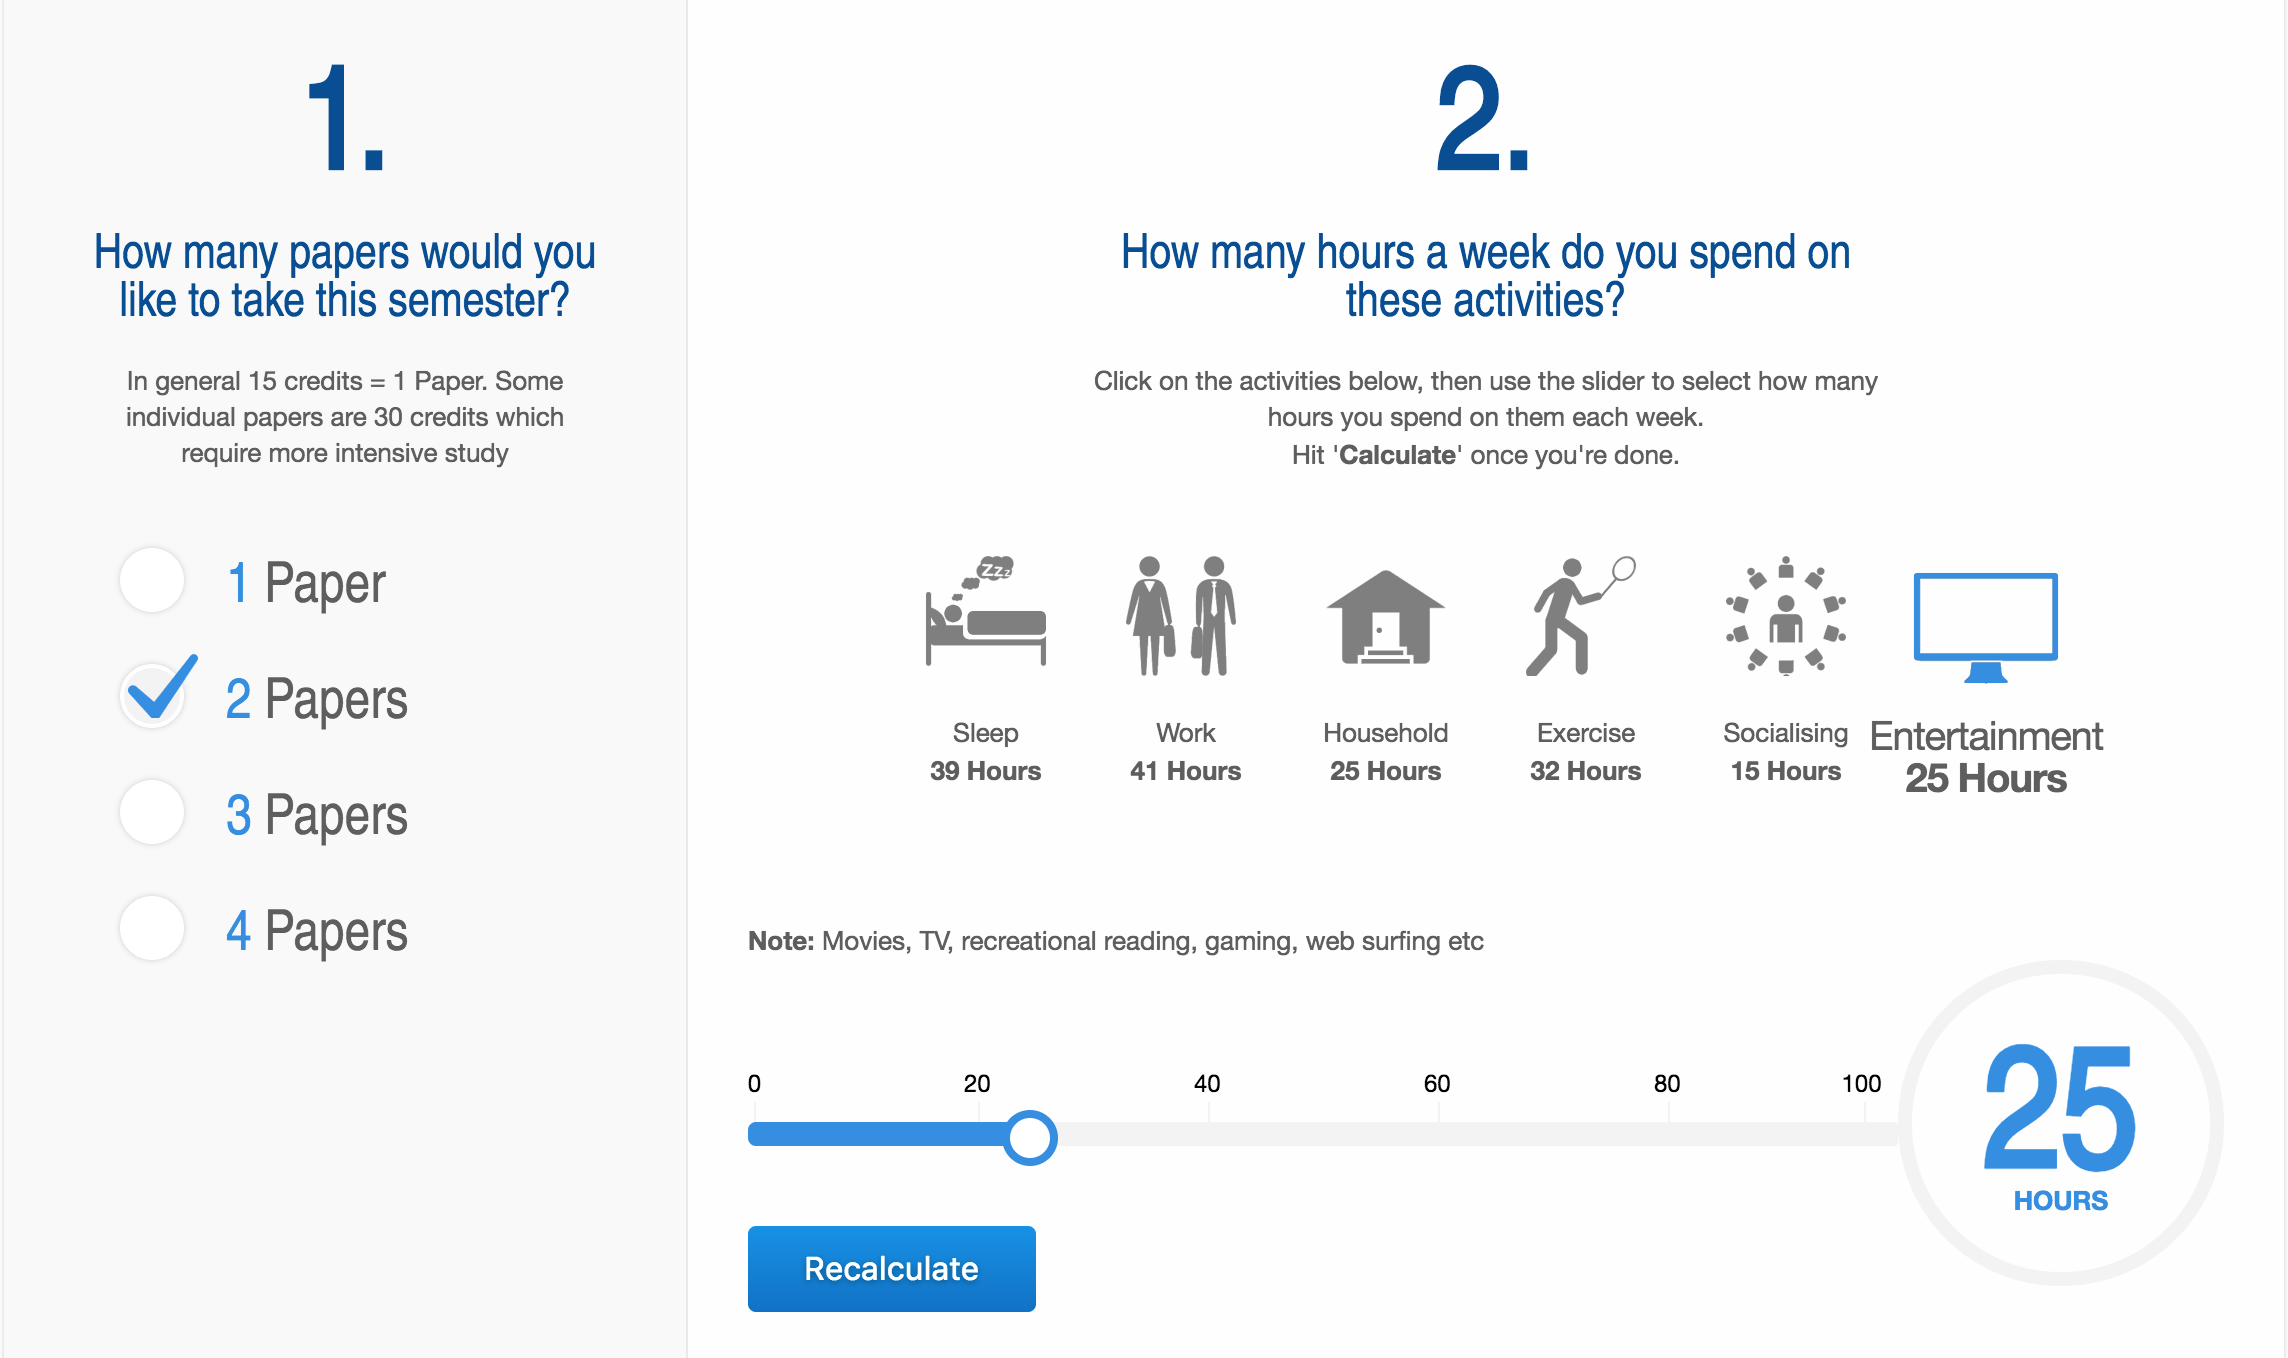 1.
How many papers would you
like to take this semester?
In general 15 credits = 1 Paper. Some
individual papers are 30 credits which
require more intensive study
1 Paper
2 Papers
3 Papers
4 Papers
2.
How many hours a week do you spend on
these activities?
Click on the activities below, then use the slider to select how many
hours you spend on them each week.
Hit 'Calculate' once you're done.
Zzz
Sleep
39 Hours
Work
41 Hours
Household
25 Hours
Exercise
32 Hours
Socialising
15 Hours
Entertainment
25 Hours
Note: Movies, TV, recreational reading, gaming, web surfing etc
0 20 40 60 80 100
25
HOURS
Recalculate